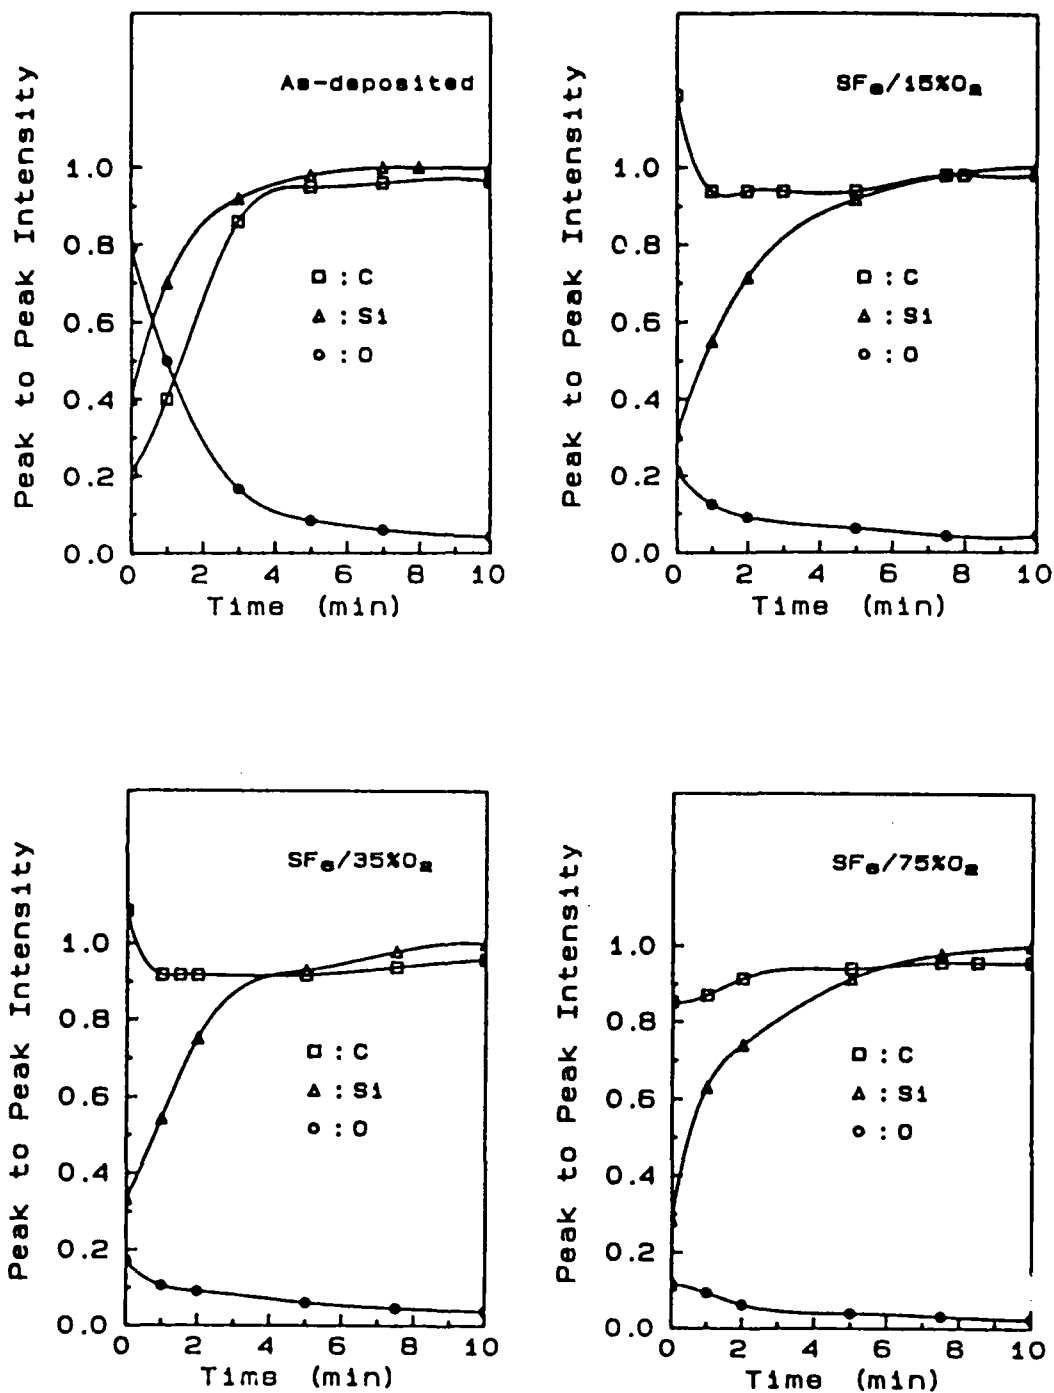 As-deposited
Peak to Peak Intensity
1.0
0.8
0.6
0.4
0.2
0.0
□ : C
△ : Si
○ : O
0 2 4 6 8 10
Time (min)
SF₆/15%O₂
Peak to Peak Intensity
1.0
0.8
0.6
0.4
0.2
0.0
□ : C
△ : Si
○ : O
0 2 4 6 8 10
Time (min)
SF₆/35%O₂
Peak to Peak Intensity
1.0
0.8
0.6
0.4
0.2
0.0
□ : C
△ : Si
○ : O
0 2 4 6 8 10
Time (min)
SF₆/75%O₂
Peak to Peak Intensity
1.0
0.8
0.6
0.4
0.2
0.0
□ : C
△ : Si
○ : O
0 2 4 6 8 10
Time (min)